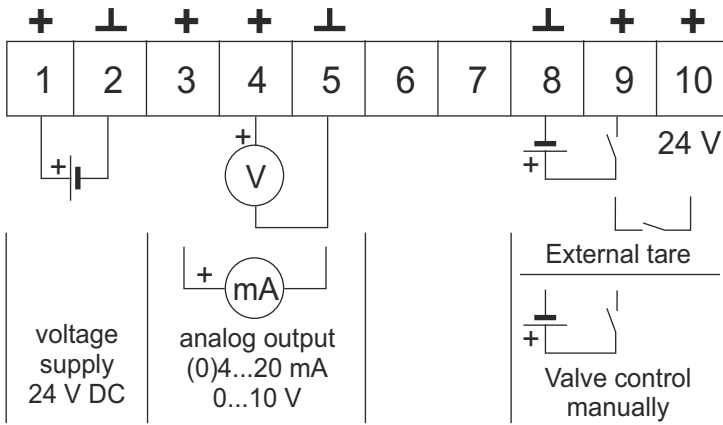 + ⊥ + + ⊥ ⊥ + +
1 2 3 4 5 6 7 8 9 10
+
V
+
+
24 V
External tare
+
mA
+
voltage
supply
24 V DC
analog output
(0)4...20 mA
0...10 V
Valve control
manually